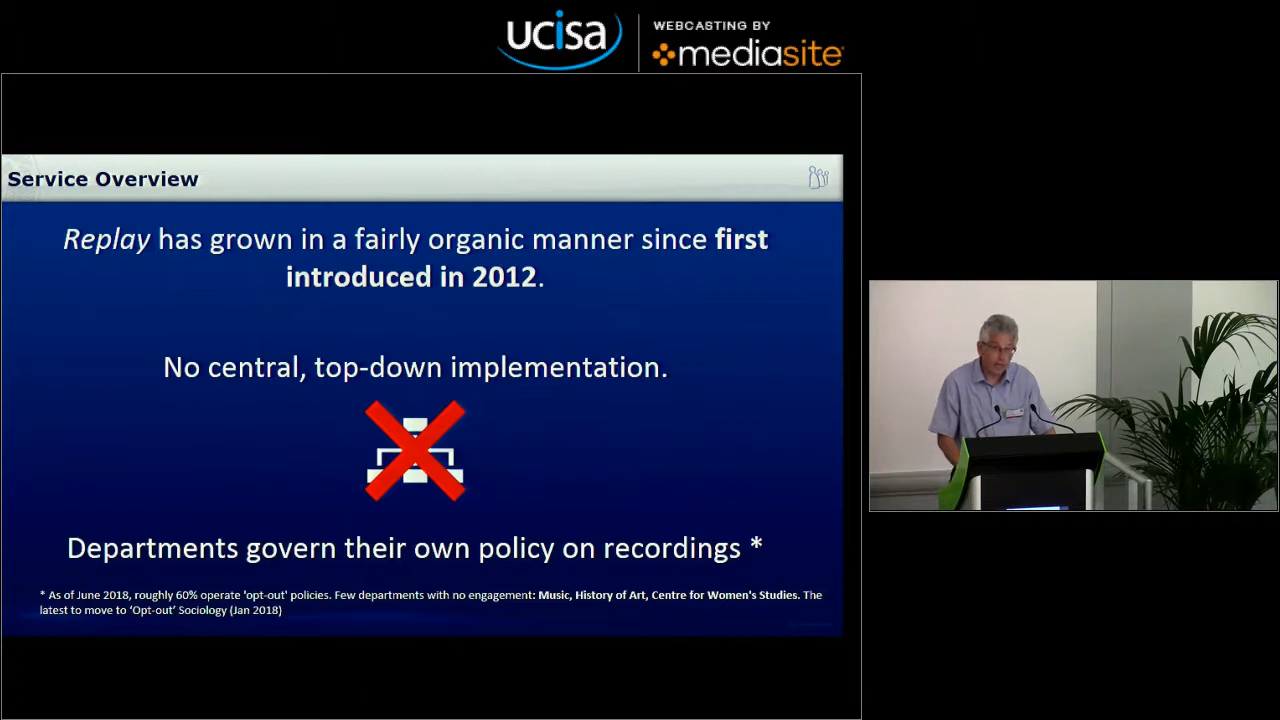 ucisa
WEBCASTING BY
mediasite
Service Overview
Replay has grown in a fairly organic manner since first
introduced in 2012.
No central, top-down implementation.
Departments govern their own policy on recordings *
* As of June 2018, roughly 60% operate 'opt-out' policies. Few departments with no engagement: Music, History of Art, Centre for Women's Studies. The
latest to move to ‘Opt-out’ Sociology (Jan 2018)